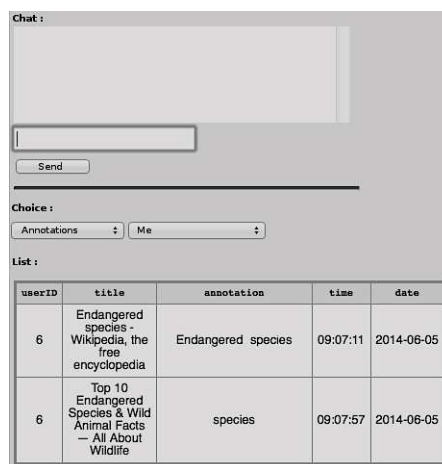 Chat :
Send
Choice :
Annotations Me
List :
userID title annotation time date
6 Endangered species - Wikipedia, the free encyclopedia Endangered species 09:07:11 2014-06-05
6 Top 10 Endangered Species & Wild Animal Facts — All About Wildlife species 09:07:57 2014-06-05